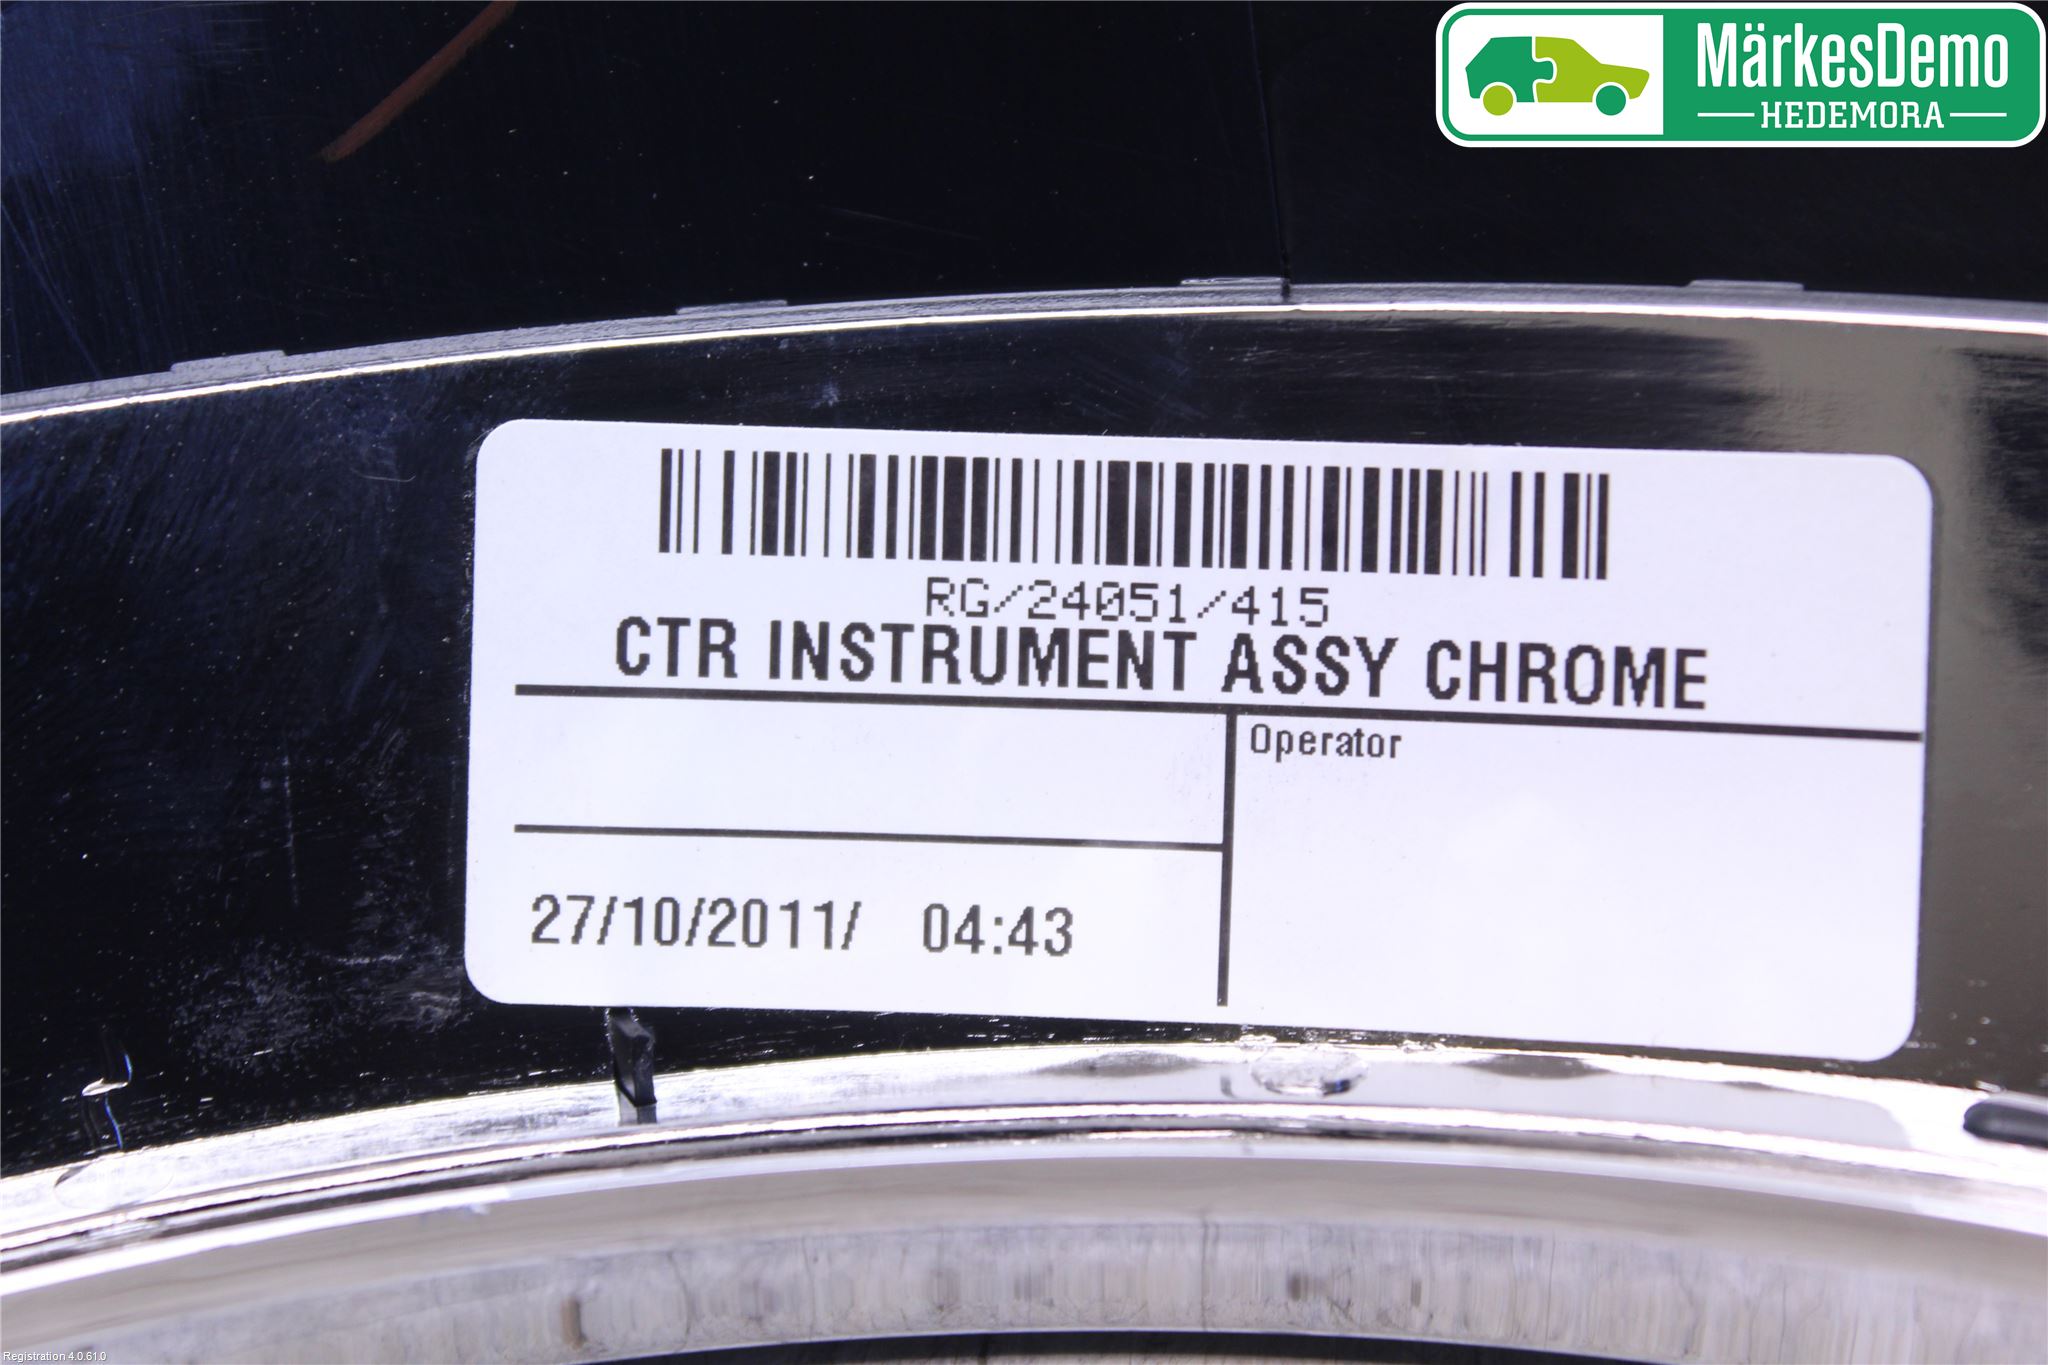 MärkesDemo
HEDEMORA
RG/24051/415
CTR INSTRUMENT ASSY CHROME
Operator
27/10/2011/ 04:43
Registration 4.0.61.0